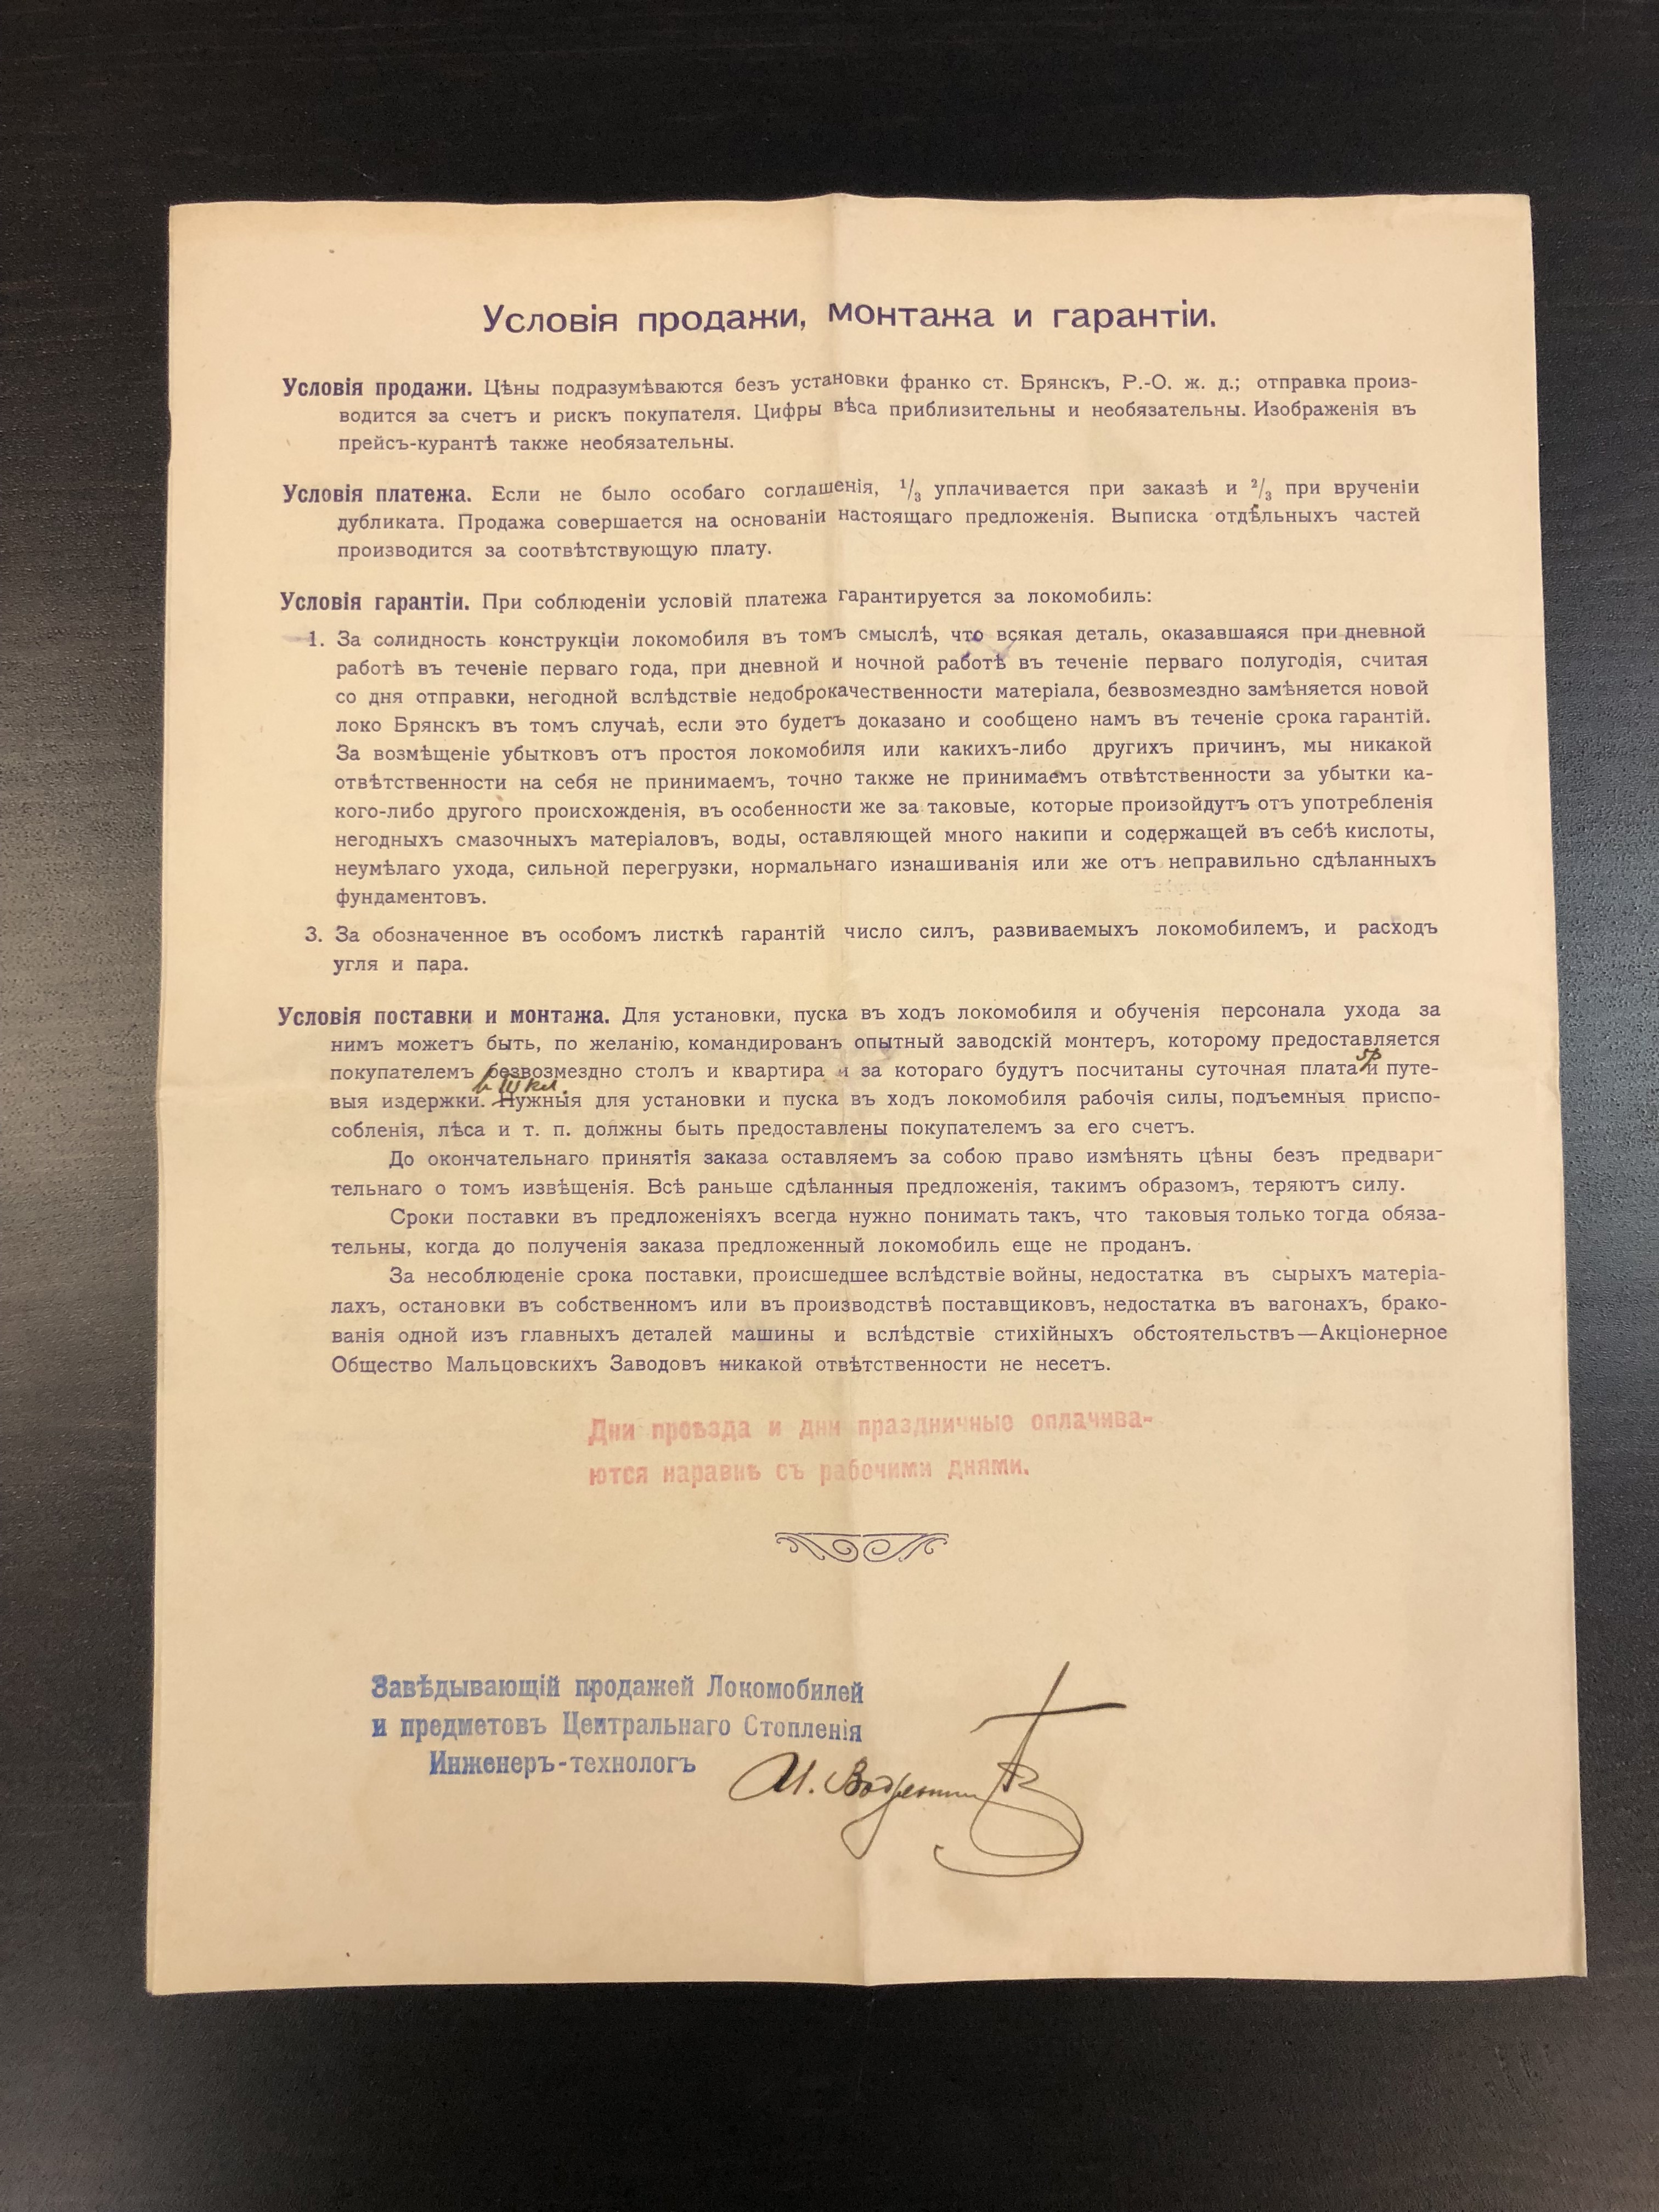 Условія продажи, монтажа и гарантіи.
Условія продажи. Цѣны подразумѣваются безъ установки франко ст. Брянскъ, Р.-О. ж. д.; отправка произ-
водится за счетъ и рискъ покупателя. Цифры вѣса приблизительны и необязательны. Изображенія въ
прейсъ-курантѣ также необязательны.
Условія платежа. Если не было особаго соглашенія, 1/3 уплачивается при заказѣ и 2/3 при врученіи
дубликата. Продажа совершается на основаніи настоящаго предложенія. Выписка отдѣльныхъ частей
производится за соотвѣтствующую плату.
Условія гарантіи. При соблюденіи условій платежа гарантируется за локомобиль:
1. За солидность конструкціи локомобиля въ томъ смыслѣ, что всякая деталь, оказавшаяся при дневной
работѣ въ теченіе перваго года, при дневной и ночной работѣ въ теченіе перваго полугодія, считая
со дня отправки, негодной вслѣдствіе недоброкачественности матеріала, безвозмездно замѣняется новой
локо Брянскъ въ томъ случаѣ, если это будетъ доказано и сообщено намъ въ теченіе срока гарантій.
За возмѣщеніе убытковъ отъ простоя локомобиля или какихъ-либо другихъ причинъ, мы никакой
отвѣтственности на себя не принимаемъ, точно также не принимаемъ отвѣтственности за убытки ка-
кого-либо другого происхожденія, въ особенности же за таковые, которые произойдутъ отъ употребленія
негодныхъ смазочныхъ матеріаловъ, воды, оставляющей много накипи и содержащей въ себѣ кислоты,
неумѣлаго ухода, сильной перегрузки, нормальнаго изнашиванія или же отъ неправильно сдѣланныхъ
фундаментовъ.
3. За обозначенное въ особомъ листкѣ гарантій число силъ, развиваемыхъ локомобилемъ, и расходъ
угля и пара.
Условія поставки и монтажа. Для установки, пуска въ ходъ локомобиля и обученія персонала ухода за
нимъ можетъ быть, по желанію, командированъ опытный заводскій монтеръ, которому предоставляется
покупателемъ безвозмездно столъ и квартира и за котораго будутъ посчитаны суточная плата 5р и путе-
выя издержки. III кл. Нужныя для установки и пуска въ ходъ локомобиля рабочія силы, подъемныя приспо-
собленія, лѣса и т. п. должны быть предоставлены покупателемъ за его счетъ.
До окончательнаго принятія заказа оставляемъ за собою право измѣнять цѣны безъ предвари-
тельнаго о томъ извѣщенія. Всѣ раньше сдѣланныя предложенія, такимъ образомъ, теряютъ силу.
Сроки поставки въ предложеніяхъ всегда нужно понимать такъ, что таковыя только тогда обяза-
тельны, когда до полученія заказа предложенный локомобиль еще не проданъ.
За несоблюденіе срока поставки, происшедшее вслѣдствіе войны, недостатка въ сырыхъ матеріа-
лахъ, остановки въ собственномъ или въ производствѣ поставщиковъ, недостатка въ вагонахъ, брако-
ванія одной изъ главныхъ деталей машины и вслѣдствіе стихійныхъ обстоятельствъ—Акціонерное
Общество Мальцовскихъ Заводовъ никакой отвѣтственности не несетъ.
Дни проѣзда и дни праздничные оплачива-
ются наравнѣ съ рабочими днями.
Завѣдывающій продажей Локомобилей
и предметовъ Центральнаго Стопленія
Инженеръ-технологъ